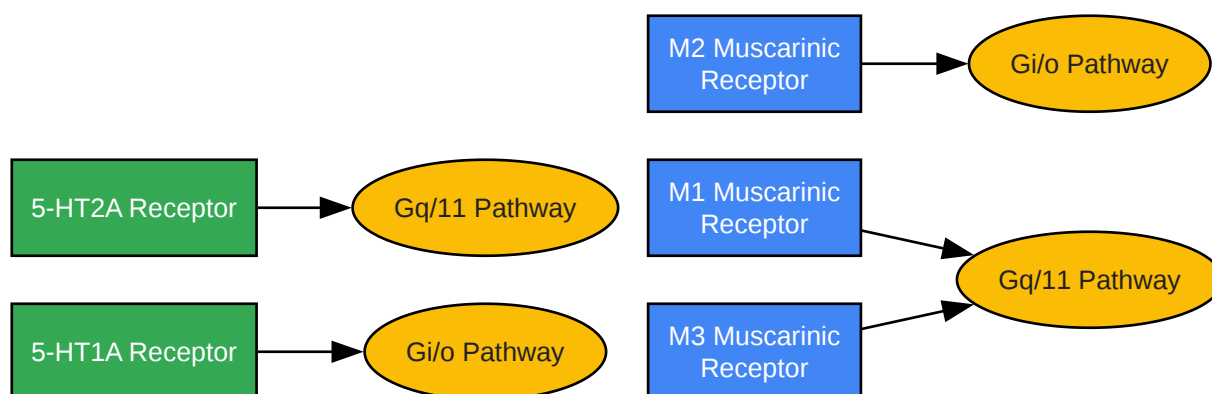 M2 Muscarinic
Receptor
Gi/o Pathway
5-HT2A Receptor
Gq/11 Pathway
M1 Muscarinic
Receptor
Gq/11 Pathway
5-HT1A Receptor
Gi/o Pathway
M3 Muscarinic
Receptor